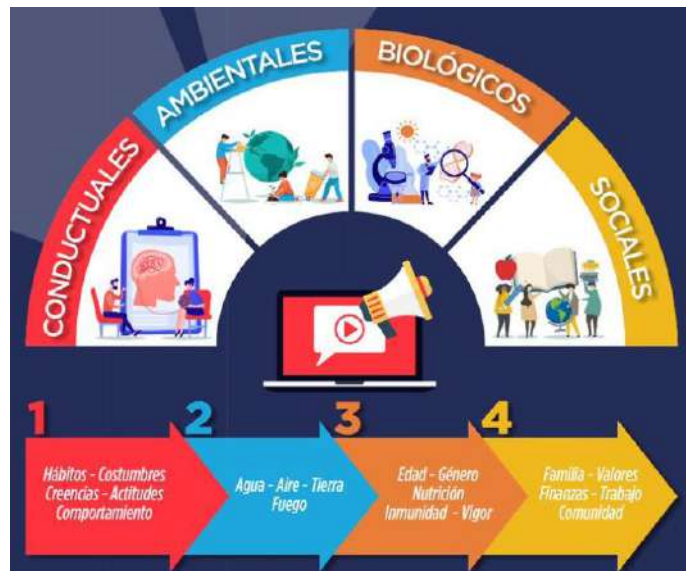 CONDUCTUALES
AMBIENTALES
BIOLÓGICOS
SOCIALES
1
Hábitos - Costumbres
Creencias - Actitudes
Comportamiento
2
Agua - Aire - Tierra
Fuego
3
Edad - Género
Nutrición
Inmunidad - Vigor
4
Familia - Valores
Finanzas - Trabajo
Comunidad